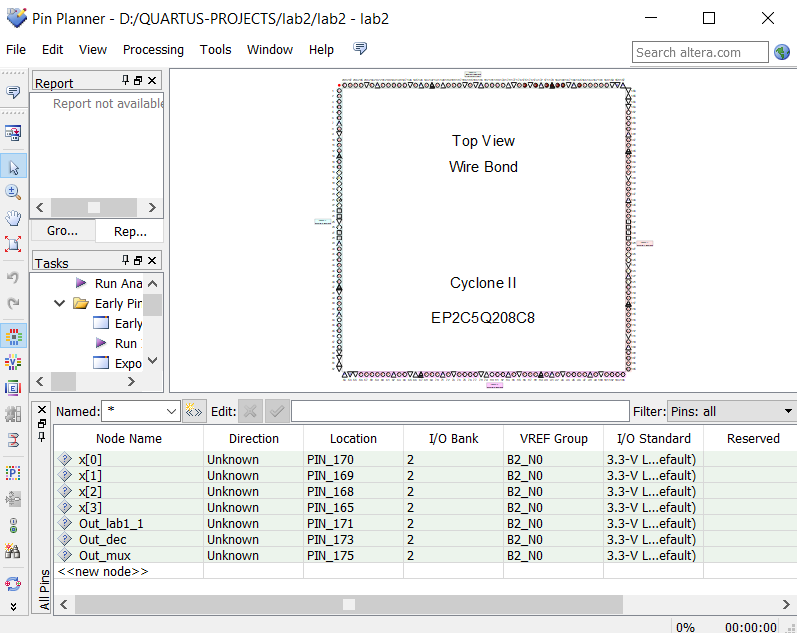 Pin Planner - D:/QUARTUS-PROJECTS/lab2/lab2 - lab2
File Edit View Processing Tools Window Help
Search altera.com
Report
Report not available
Gro... Rep...
Tasks
Run Ana
Early Pin
Early
Run
Expo
Top View
Wire Bond
Cyclone II
EP2C5Q208C8
Named: * Edit: Filter: Pins: all
Node Name Direction Location I/O Bank VREF Group I/O Standard Reserved
x[0] Unknown PIN_170 2 B2_N0 3.3-V L...efault)
x[1] Unknown PIN_169 2 B2_N0 3.3-V L...efault)
x[2] Unknown PIN_168 2 B2_N0 3.3-V L...efault)
x[3] Unknown PIN_165 2 B2_N0 3.3-V L...efault)
Out_lab1_1 Unknown PIN_171 2 B2_N0 3.3-V L...efault)
Out_dec Unknown PIN_173 2 B2_N0 3.3-V L...efault)
Out_mux Unknown PIN_175 2 B2_N0 3.3-V L...efault)
<<new node>>
All Pins
0% 00:00:00